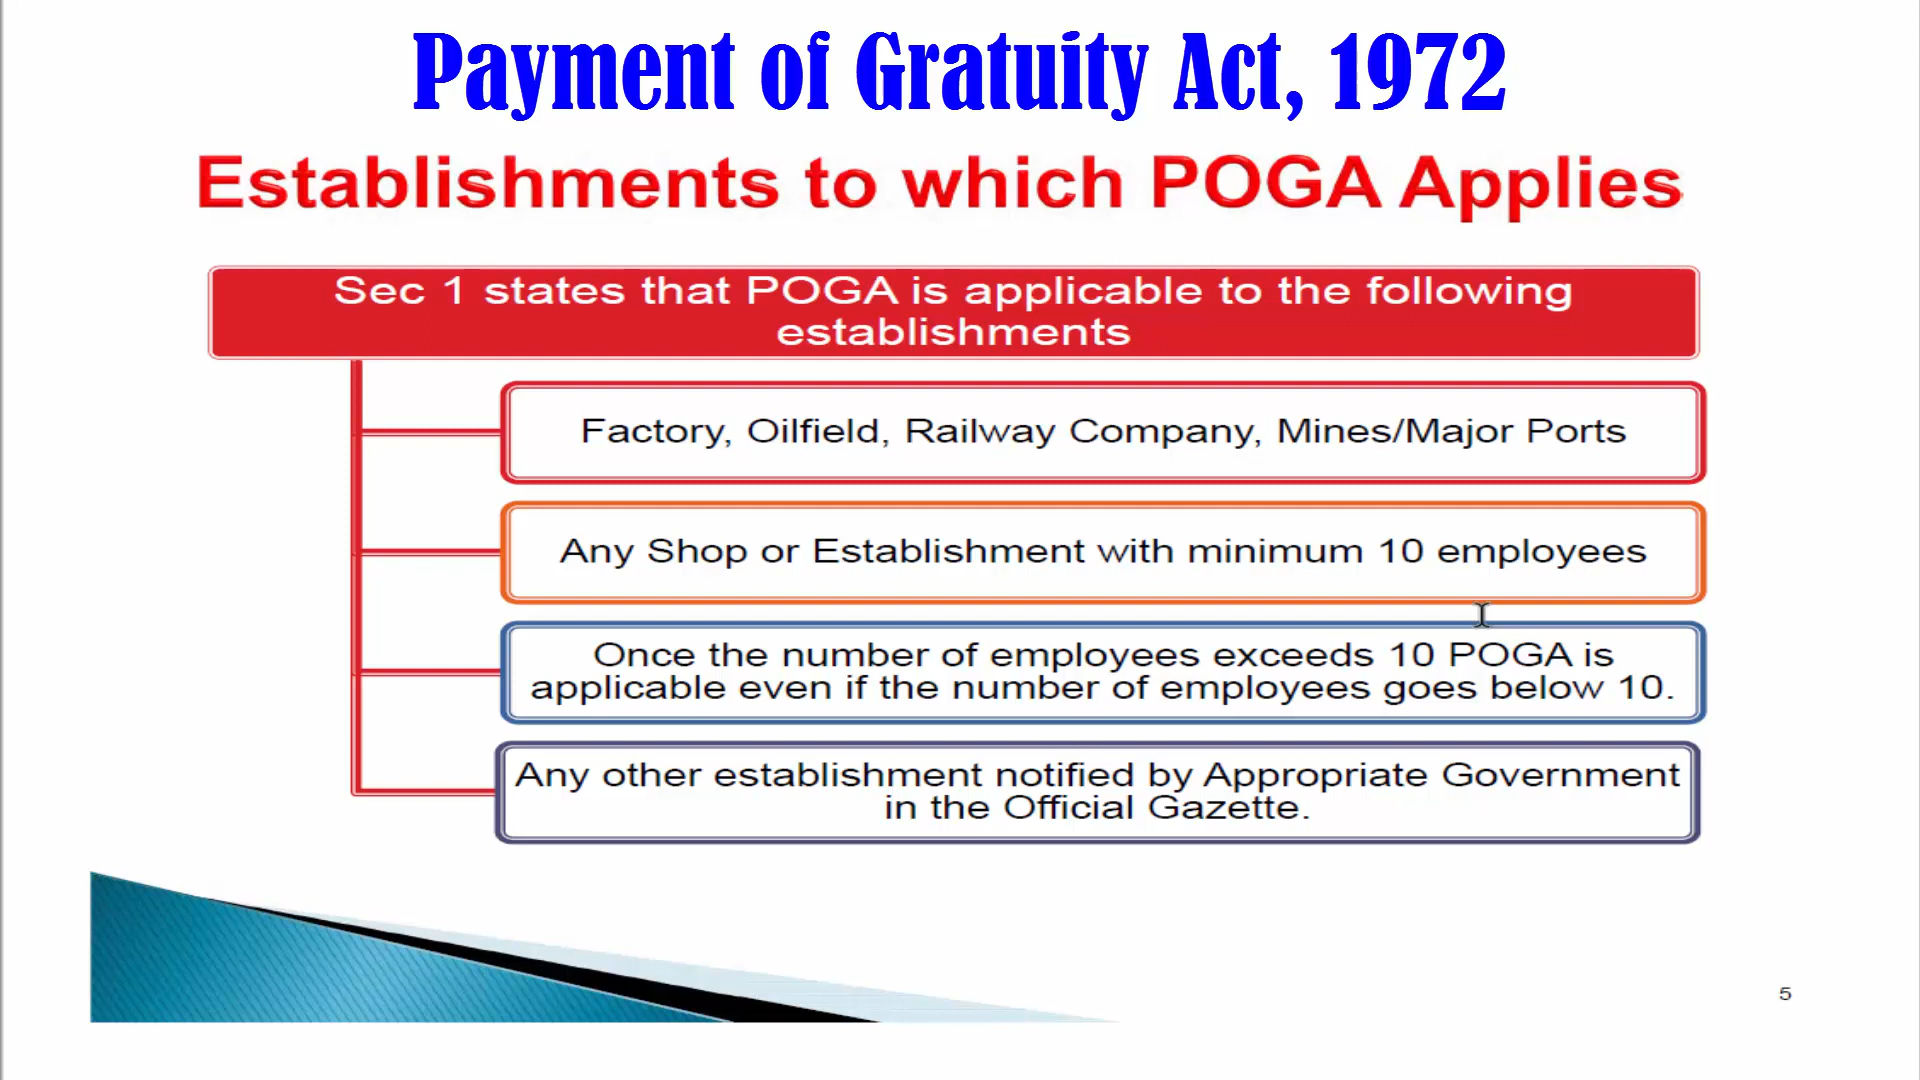 Payment of Gratuity Act, 1972
Establishments to which POGA Applies
Sec 1 states that POGA is applicable to the following
establishments
Factory, Oilfield, Railway Company, Mines/Major Ports
Any Shop or Establishment with minimum 10 employees
Once the number of employees exceeds 10 POGA is
applicable even if the number of employees goes below 10.
Any other establishment notified by Appropriate Government
in the Official Gazette.
5